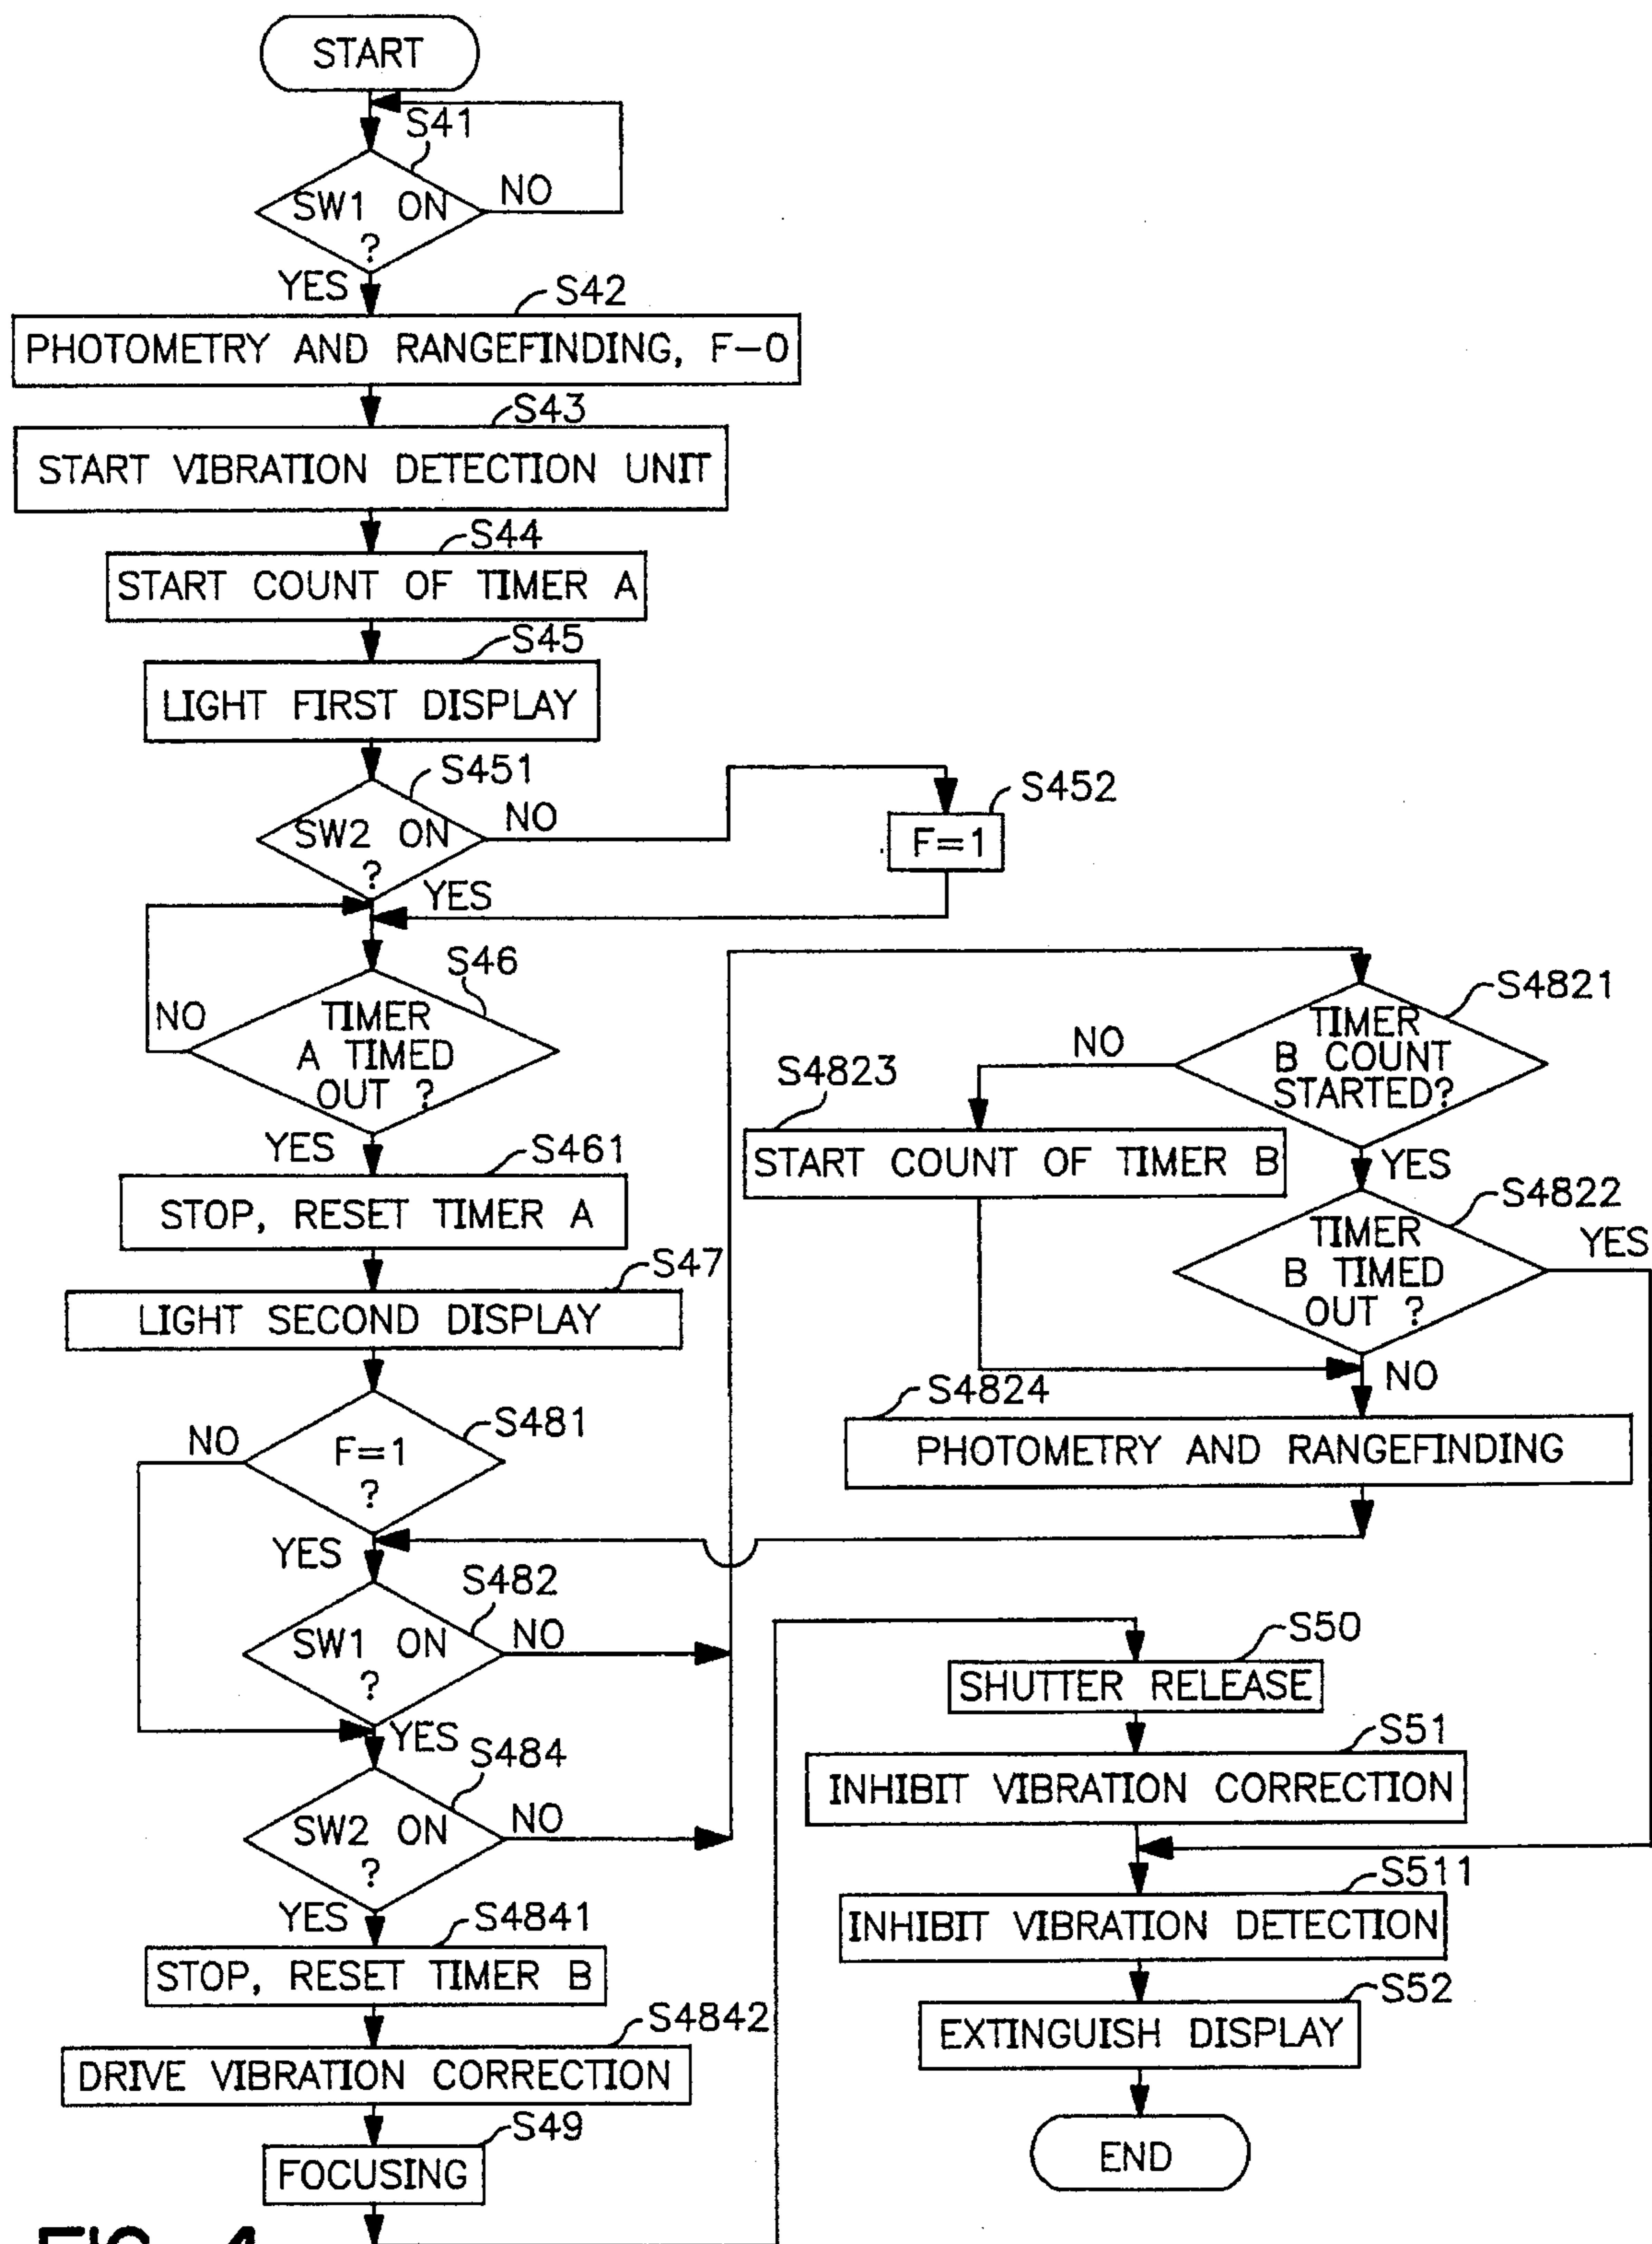 START
S41
SW1 ON
?
NO
YES
S42
PHOTOMETRY AND RANGEFINDING, F-0
S43
START VIBRATION DETECTION UNIT
S44
START COUNT OF TIMER A
S45
LIGHT FIRST DISPLAY
S451
SW2 ON
?
NO
YES
S452
F=1
S46
TIMER
A TIMED
OUT ?
NO
YES
S461
STOP, RESET TIMER A
S47
LIGHT SECOND DISPLAY
S481
F=1
?
NO
YES
S482
SW1 ON
?
NO
YES
S484
SW2 ON
?
NO
YES
S4841
STOP, RESET TIMER B
S4842
DRIVE VIBRATION CORRECTION
S49
FOCUSING
S4821
TIMER
B COUNT
STARTED?
NO
YES
S4823
START COUNT OF TIMER B
S4822
TIMER
B TIMED
OUT ?
YES
NO
S4824
PHOTOMETRY AND RANGEFINDING
S50
SHUTTER RELEASE
S51
INHIBIT VIBRATION CORRECTION
S511
INHIBIT VIBRATION DETECTION
S52
EXTINGUISH DISPLAY
END